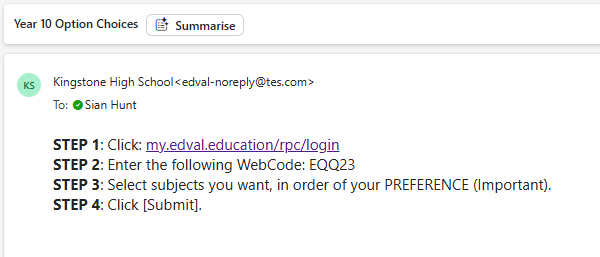 Year 10 Option Choices Summarise
KS Kingstone High School<edval-noreply@tes.com>
To: Sian Hunt
STEP 1: Click: my.edval.education/rpc/login
STEP 2: Enter the following WebCode: EQQ23
STEP 3: Select subjects you want, in order of your PREFERENCE (Important).
STEP 4: Click [Submit].